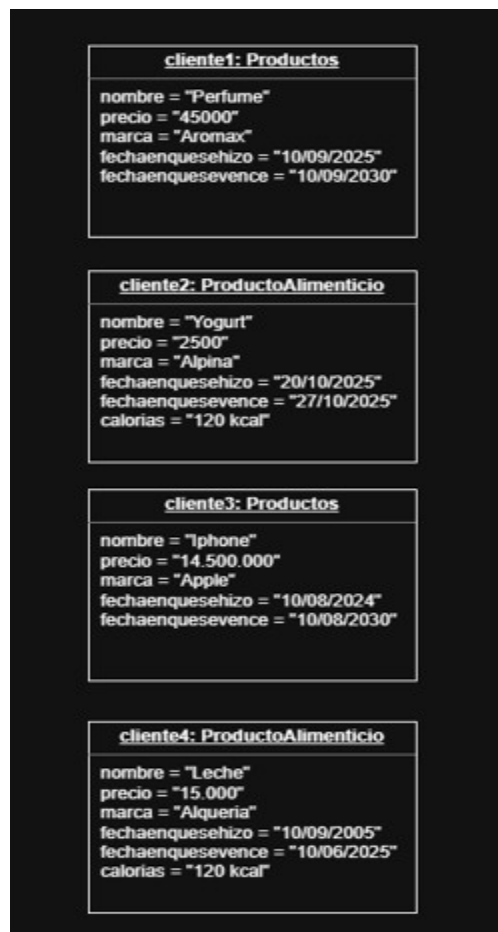 cliente1: Productos
nombre = "Perfume"
precio = "45000"
marca = "Aromax"
fechaenquesehizo = "10/09/2025"
fechaenquesevence = "10/09/2030"
cliente2: ProductoAlimenticio
nombre = "Yogurt"
precio = "2500"
marca = "Alpina"
fechaenquesehizo = "20/10/2025"
fechaenquesevence = "27/10/2025"
calorias = "120 kcal"
cliente3: Productos
nombre = "Iphone"
precio = "14.500.000"
marca = "Apple"
fechaenquesehizo = "10/08/2024"
fechaenquesevence = "10/08/2030"
cliente4: ProductoAlimenticio
nombre = "Leche"
precio = "15.000"
marca = "Alqueria"
fechaenquesehizo = "10/09/2005"
fechaenquesevence = "10/06/2025"
calorias = "120 kcal"